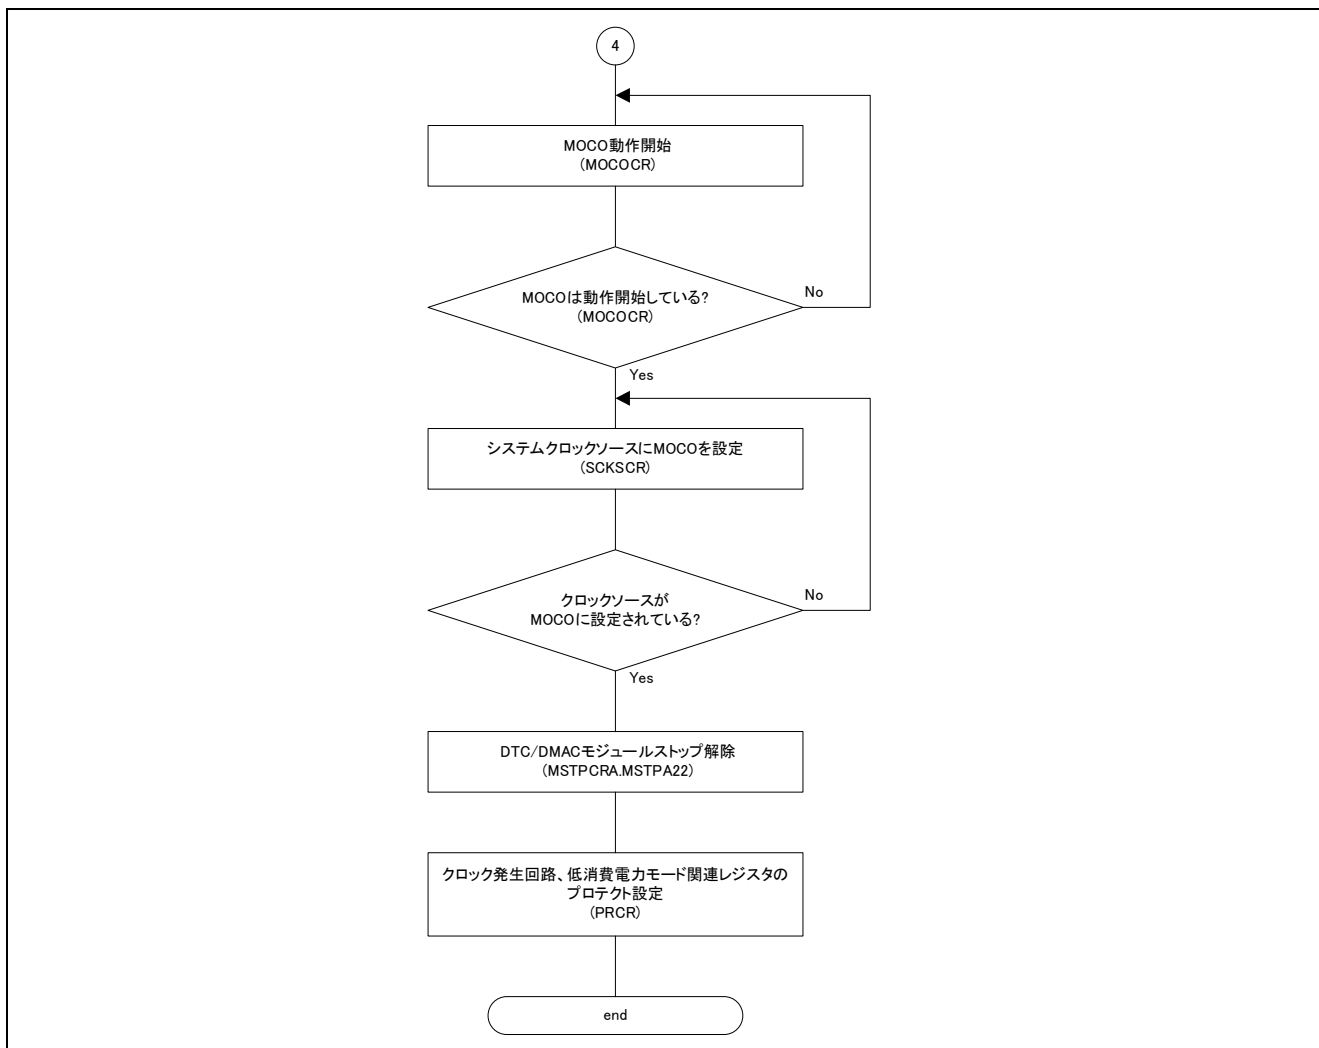 4
MOCO動作開始
(MOCOCR)
MOCOは動作開始している?
(MOCOCR)
No
Yes
システムクロックソースにMOCOを設定
(SCKSCR)
クロックソースが
MOCOに設定されている?
No
Yes
DTC/DMACモジュールストップ解除
(MSTPCRA.MSTPA22)
クロック発生回路、低消費電力モード関連レジスタの
プロテクト設定
(PRCR)
end